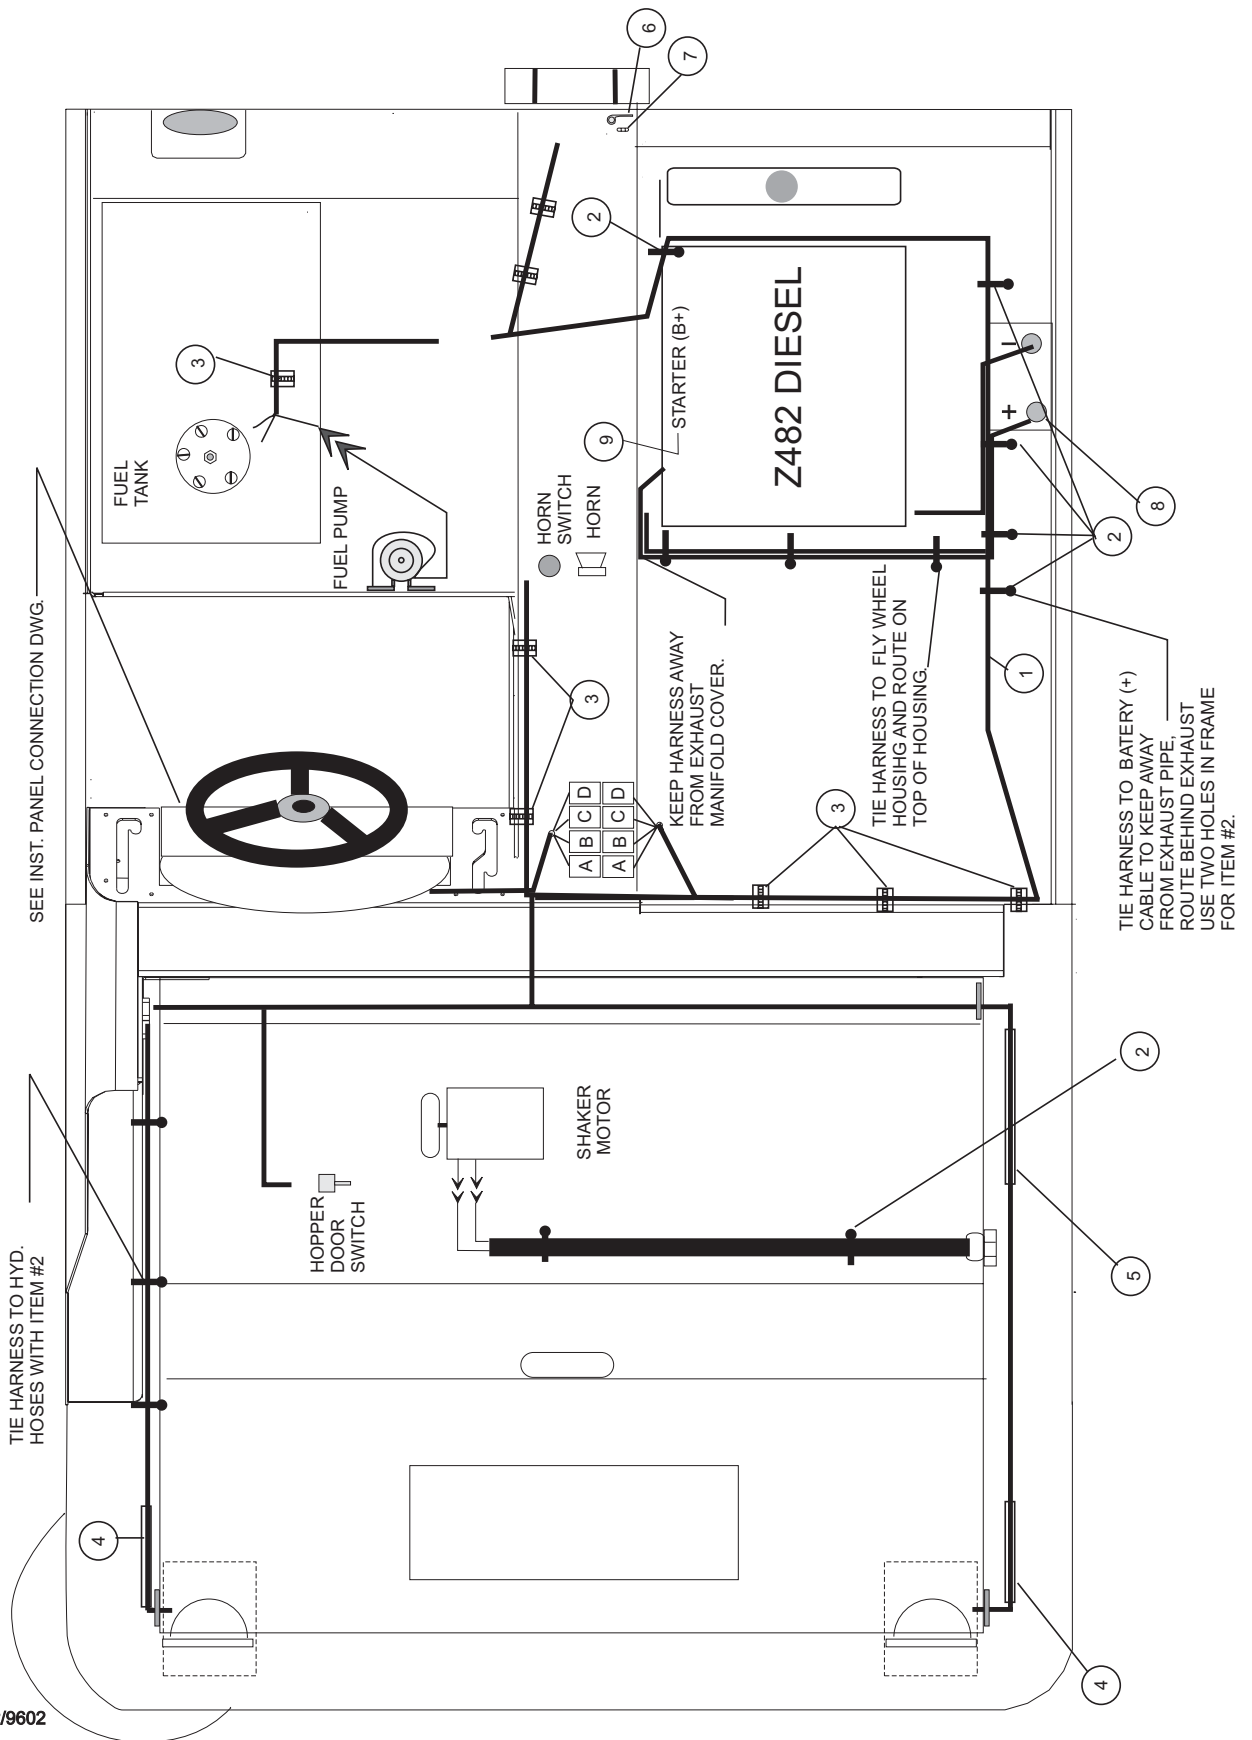 TIE HARNESS TO HYD.
HOSES WITH ITEM #2
SEE INST. PANEL CONNECTION DWG.
4
3
FUEL
TANK
FUEL PUMP
HOPPER
DOOR
SWITCH
SHAKER
MOTOR
HORN
SWITCH
HORN
A B C D
A B C D
3
9
STARTER (B+)
2
6
7
KEEP HARNESS AWAY
FROM EXHAUST
MANIFOLD COVER.
Z482 DIESEL
3
TIE HARNESS TO FLY WHEEL
HOUSIHG AND ROUTE ON
TOP OF HOUSING.
+
–
4
5
2
1
2
8
TIE HARNESS TO BATERY (+)
CABLE TO KEEP AWAY
FROM EXHAUST PIPE,
ROUTE BEHIND EXHAUST
USE TWO HOLES IN FRAME
FOR ITEM #2.
/9602